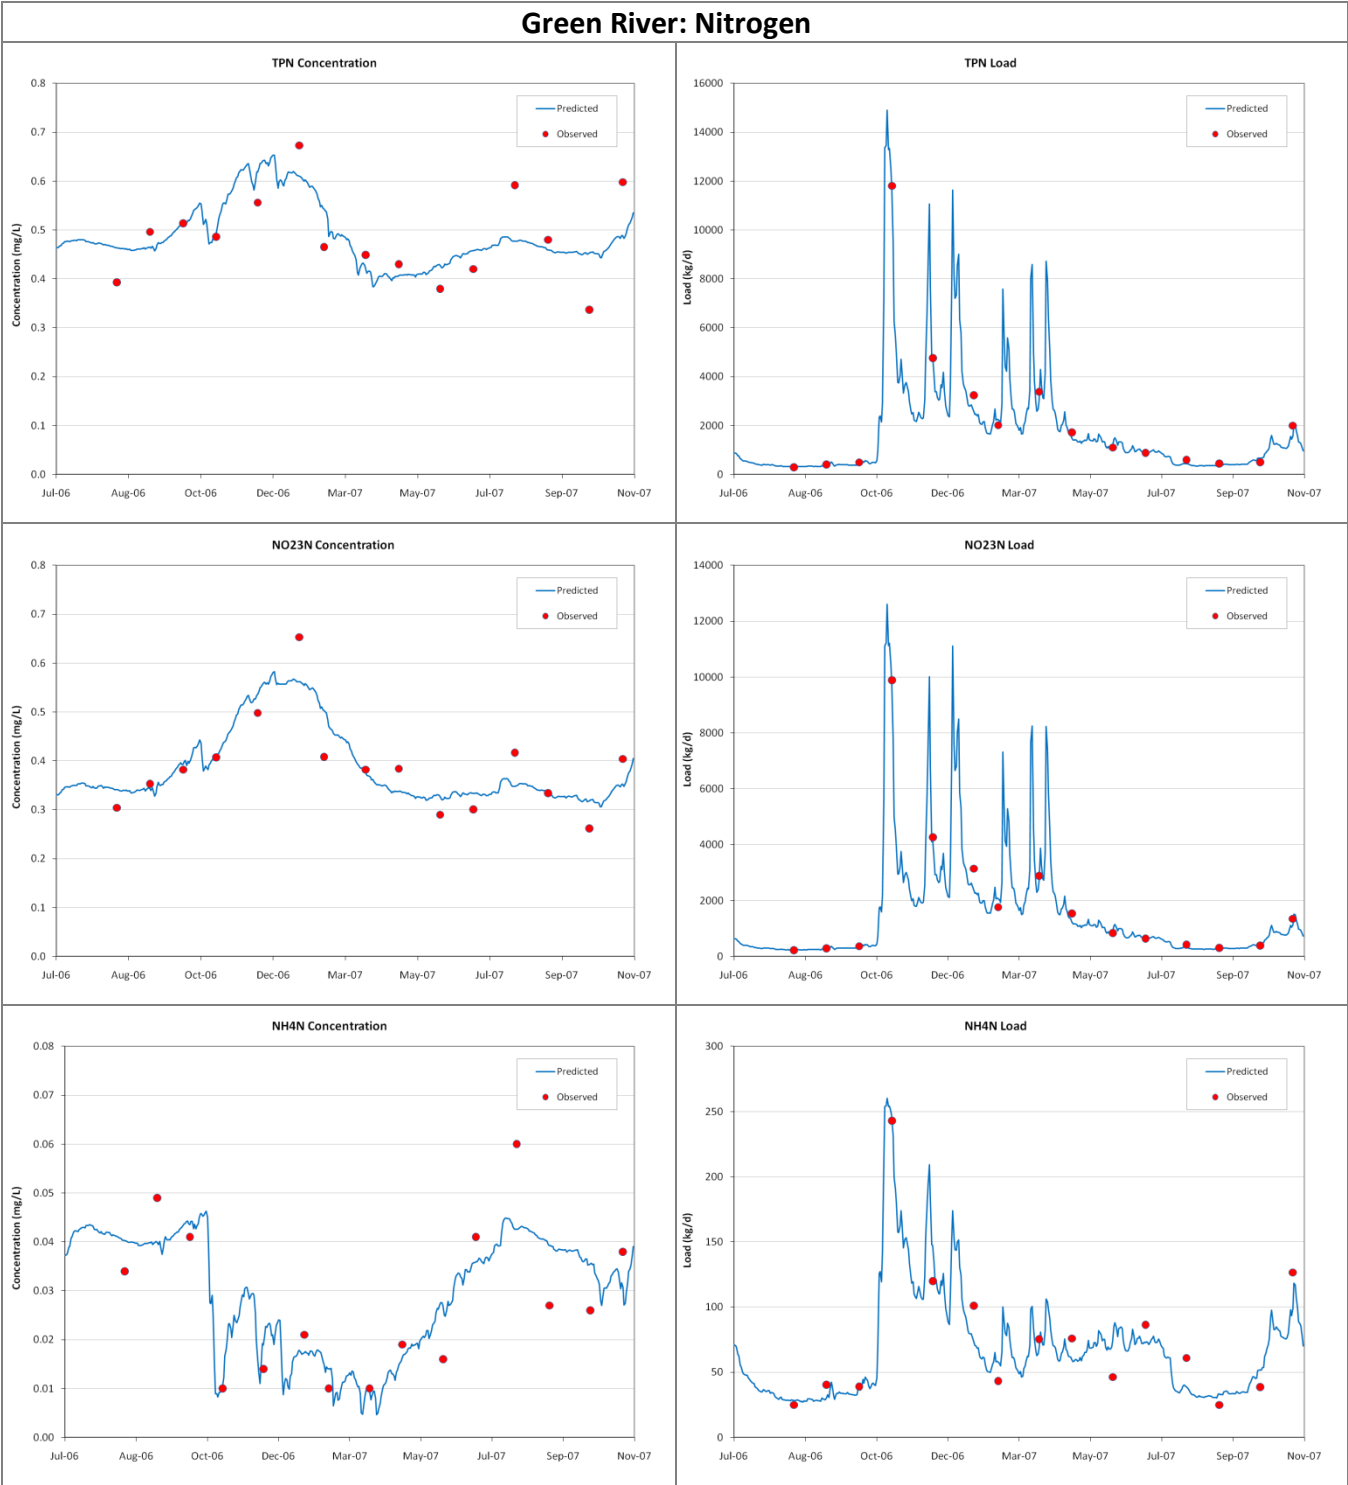 Green River: Nitrogen
TPN Concentration
Concentration (mg/L)
0.8
0.7
0.6
0.5
0.4
0.3
0.2
0.1
0.0
Jul-06 Aug-06 Oct-06 Dec-06 Mar-07 May-07 Jul-07 Sep-07 Nov-07
Predicted
Observed
TPN Load
Load (kg/d)
16000
14000
12000
10000
8000
6000
4000
2000
0
Jul-06 Aug-06 Oct-06 Dec-06 Mar-07 May-07 Jul-07 Sep-07 Nov-07
Predicted
Observed
NO23N Concentration
Concentration (mg/L)
0.8
0.7
0.6
0.5
0.4
0.3
0.2
0.1
0.0
Jul-06 Aug-06 Oct-06 Dec-06 Mar-07 May-07 Jul-07 Sep-07 Nov-07
Predicted
Observed
NO23N Load
Load (kg/d)
14000
12000
10000
8000
6000
4000
2000
0
Jul-06 Aug-06 Oct-06 Dec-06 Mar-07 May-07 Jul-07 Sep-07 Nov-07
Predicted
Observed
NH4N Concentration
Concentration (mg/L)
0.08
0.07
0.06
0.05
0.04
0.03
0.02
0.01
0.00
Jul-06 Aug-06 Oct-06 Dec-06 Mar-07 May-07 Jul-07 Sep-07 Nov-07
Predicted
Observed
NH4N Load
Load (kg/d)
300
250
200
150
100
50
0
Jul-06 Aug-06 Oct-06 Dec-06 Mar-07 May-07 Jul-07 Sep-07 Nov-07
Predicted
Observed